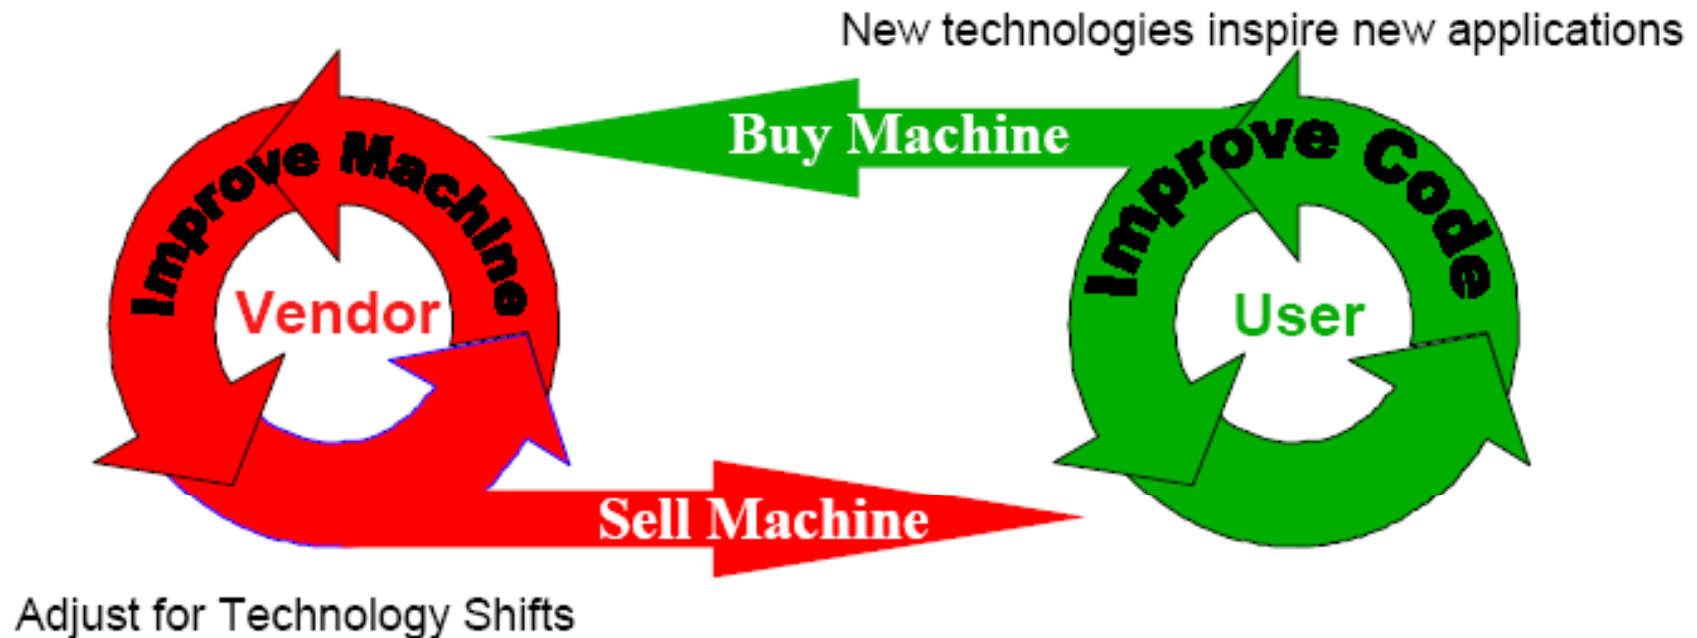 New technologies inspire new applications
Buy Machine
Improve Machine
Improve Code
Vendor
User
Sell Machine
Adjust for Technology Shifts